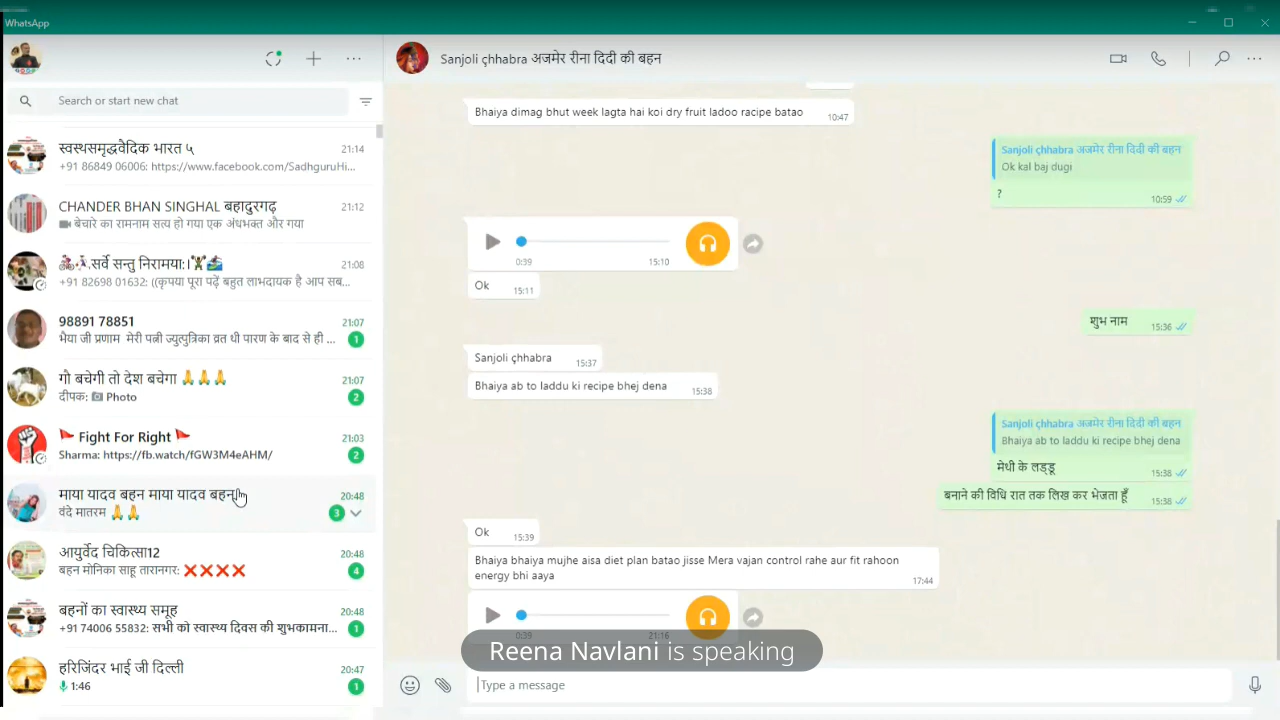 WhatsApp
Search or start new chat
स्वस्थसमृद्धवैदिक भारत ५ 21:14
+91 86849 06006: https://www.facebook.com/SadhguruHi...
CHANDER BHAN SINGHAL बहादुरगढ़ 21:12
बेचारे का रामनाम सत्य हो गया एक अंधभक्त और गया
.सर्वे सन्तु निरामया: 21:08
+91 82698 01632: ((कृपया पूरा पढ़ें बहुत लाभदायक है आप सब...
98891 78851 21:07
भैया जी प्रणाम मेरी पत्नी ज्युत्पुत्रिका व्रत थी पारण के बाद से ही ... 1
गौ बचेगी तो देश बचेगा 🙏🙏🙏 21:07
दीपक: Photo 2
🚩 Fight For Right 🚩 21:03
Sharma: https://fb.watch/fGW3M4eAHM/ 2
माया यादव बहन माया यादव बहन 20:48
वंदे मातरम 🙏🙏 3
आयुर्वेद चिकित्सा12 20:48
बहन मोनिका साहू तारानगर: ❌❌❌❌ 4
बहनों का स्वास्थ्य समूह 20:48
+91 74006 55832: सभी को स्वास्थ्य दिवस की शुभकामना... 1
हरिजिंदर भाई जी दिल्ली 20:47
1:46 1
Sanjoli çhhabra अजमेर रीना दिदी की बहन
Bhaiya dimag bhut week lagta hai koi dry fruit ladoo racipe batao 10:47
Sanjoli çhhabra अजमेर रीना दिदी की बहन
Ok kal baj dugi
? 10:59
0:39 15:10
Ok 15:11
शुभ नाम 15:36
Sanjoli çhhabra 15:37
Bhaiya ab to laddu ki recipe bhej dena 15:38
Sanjoli çhhabra अजमेर रीना दिदी की बहन
Bhaiya ab to laddu ki recipe bhej dena
मेधी के लड्डू 15:38
बनाने की विधि रात तक लिख कर भेजता हूँ 15:38
Ok 15:39
Bhaiya bhaiya mujhe aisa diet plan batao jisse Mera vajan control rahe aur fit rahoon
energy bhi aaya 17:44
0:39 21:16
Reena Navlani is speaking
Type a message